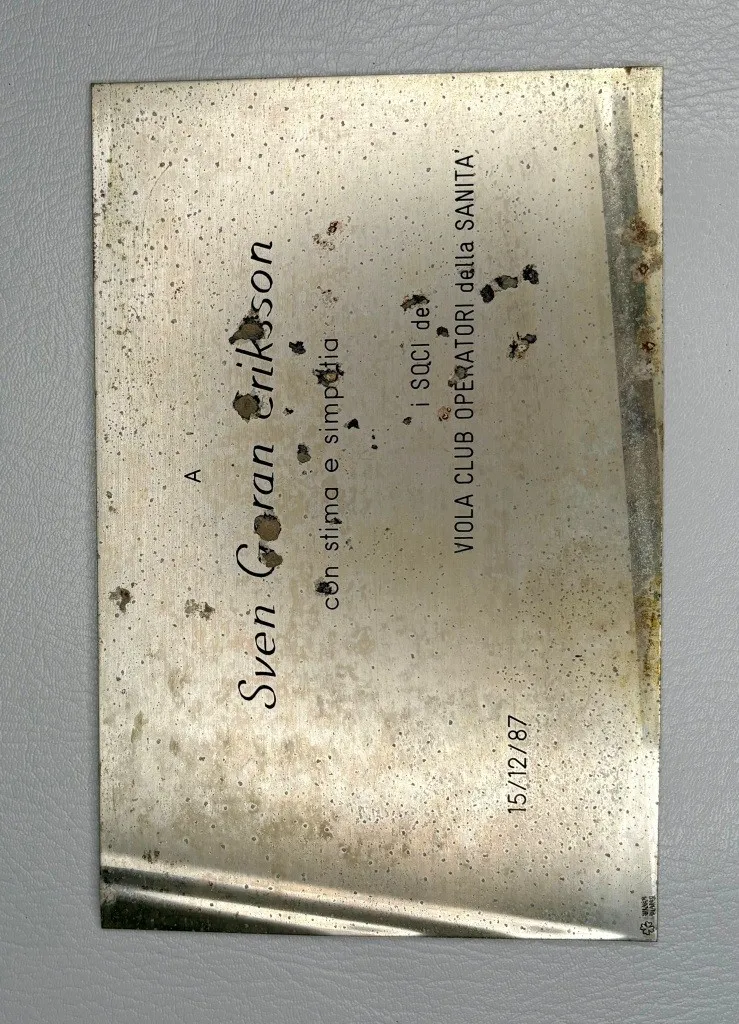 A
Sven Goran Eriksson
con stima e simpatia
i SOCI del
VIOLA CLUB OPERATORI della SANITA'
15/12/87